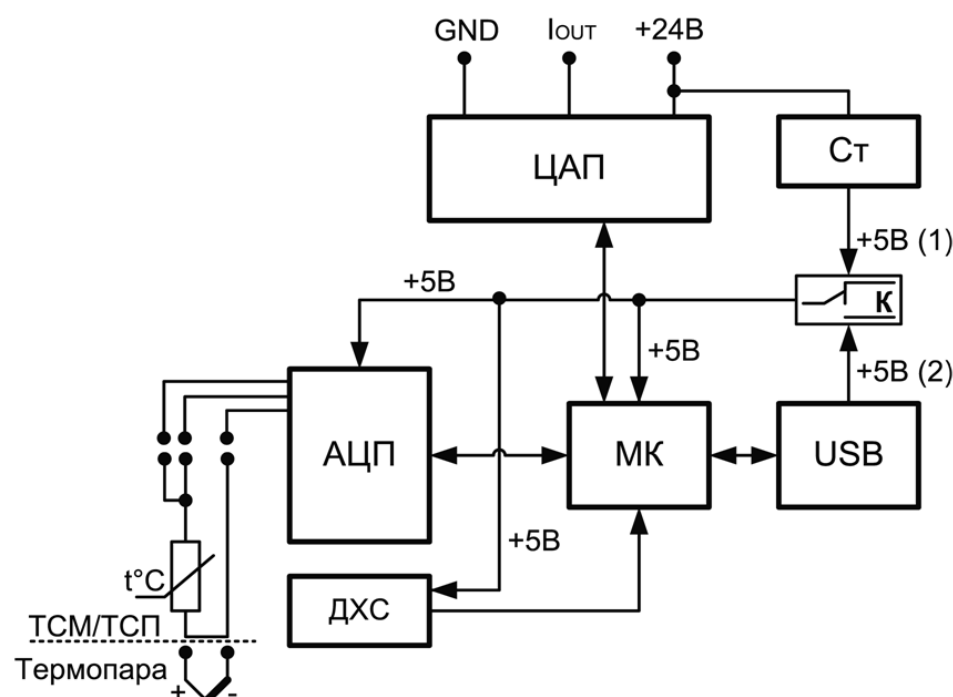 GND
IOUT
+24В
ЦАП
Ст
+5В (1)
+5В
К
+5В
+5В (2)
АЦП
МК
USB
+5В
t°C
ДХС
ТСМ/ТСП
Термопара
+ -